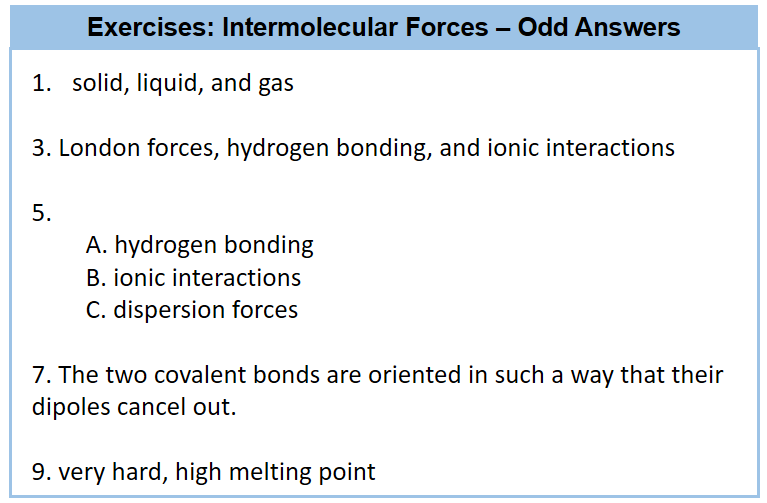 Exercises: Intermolecular Forces – Odd Answers
1. solid, liquid, and gas
3. London forces, hydrogen bonding, and ionic interactions
5.
A. hydrogen bonding
B. ionic interactions
C. dispersion forces
7. The two covalent bonds are oriented in such a way that their
dipoles cancel out.
9. very hard, high melting point